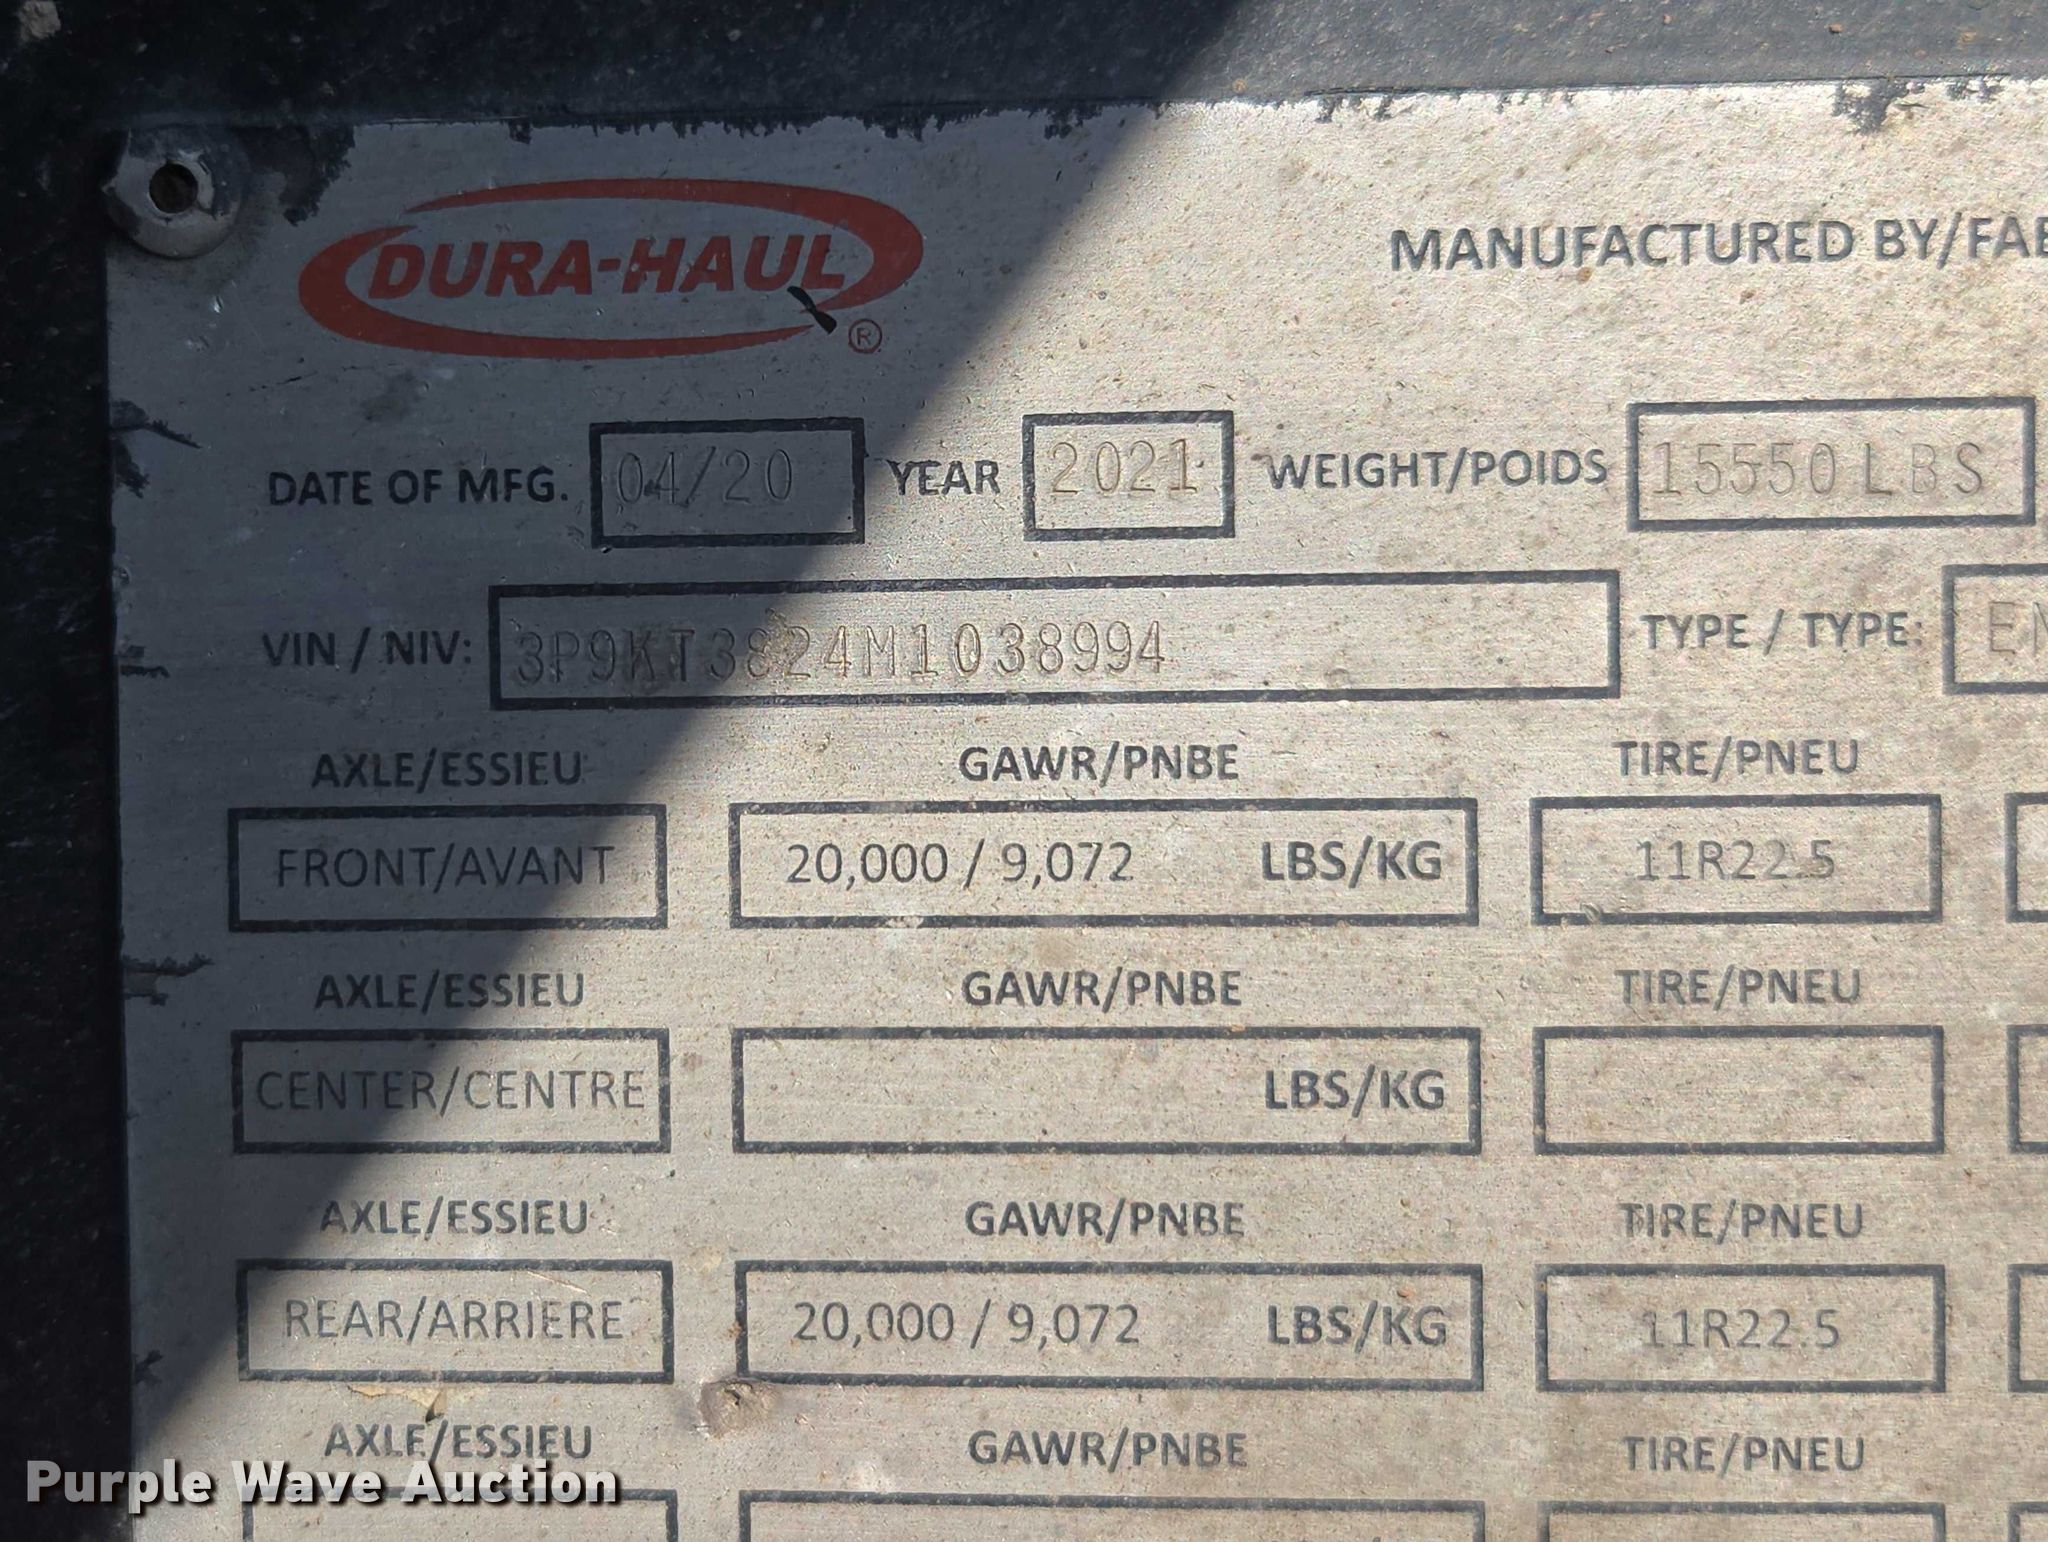 DURA-HAUL ®
MANUFACTURED BY/FAB
DATE OF MFG. 04/20 YEAR 2021 WEIGHT/POIDS 15550 LBS
VIN / NIV: 3P9KT3824M1038994 TYPE / TYPE: EN
AXLE/ESSIEU GAWR/PNBE TIRE/PNEU
FRONT/AVANT 20,000 / 9,072 LBS/KG 11R22.5
AXLE/ESSIEU GAWR/PNBE TIRE/PNEU
CENTER/CENTRE LBS/KG
AXLE/ESSIEU GAWR/PNBE TIRE/PNEU
REAR/ARRIERE 20,000 / 9,072 LBS/KG 11R22.5
AXLE/ESSIEU GAWR/PNBE TIRE/PNEU
Purple Wave Auction